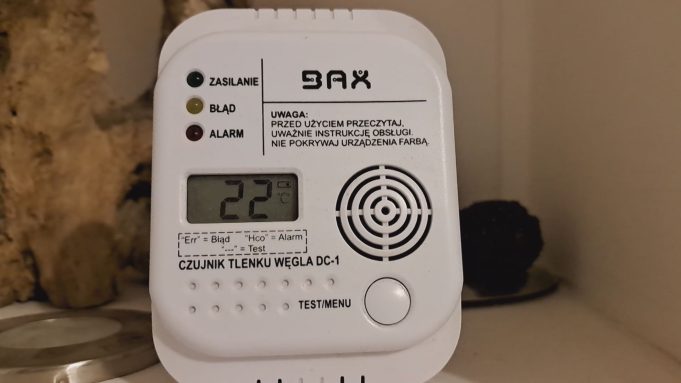 BAX
ZASILANIE
BŁĄD
ALARM
UWAGA:
PRZED UŻYCIEM PRZECZYTAJ,
UWAŻNIE INSTRUKCJĘ OBSŁUGI.
NIE POKRYWAJ URZĄDZENIA FARBĄ.
22 °C
"Err" = Błąd "Hco" = Alarm
"---" = Test
CZUJNIK TLENKU WĘGLA DC-1
TEST/MENU